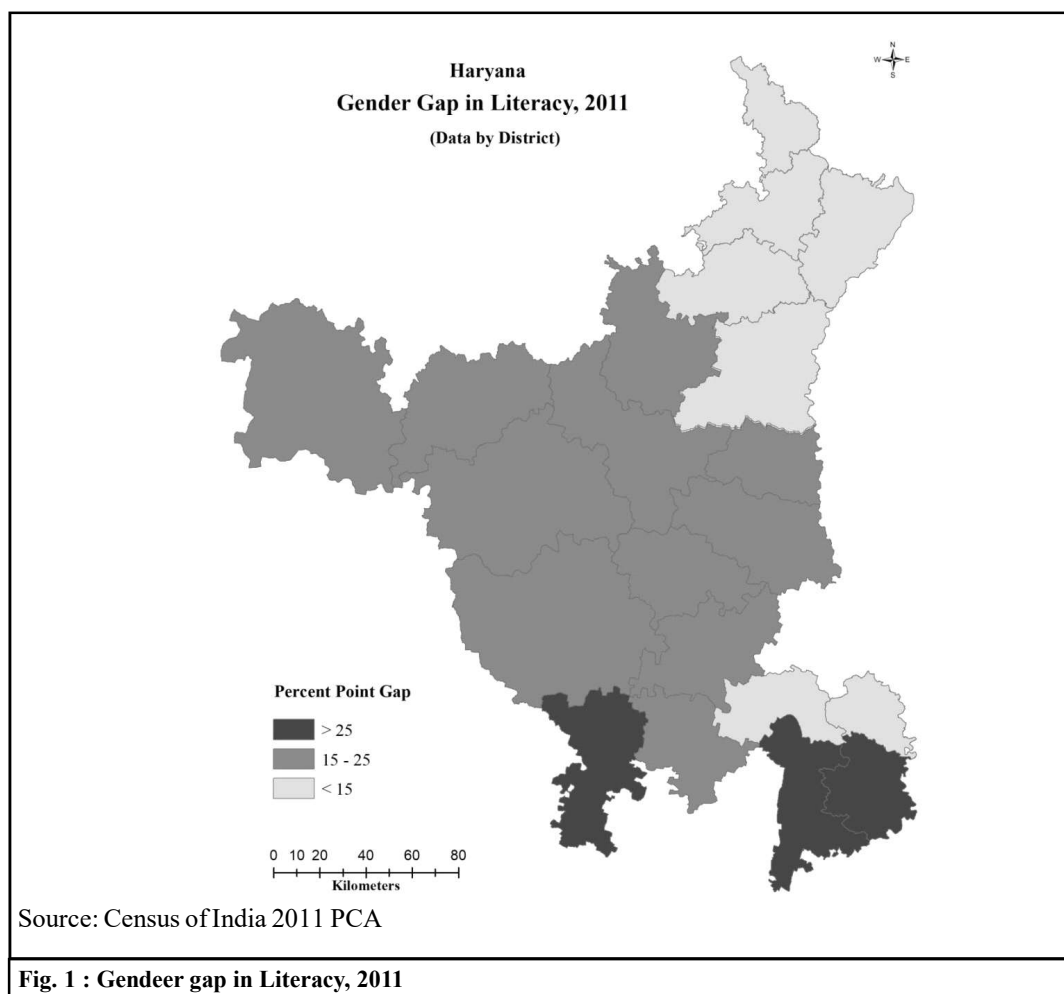 Haryana
Gender Gap in Literacy, 2011
(Data by District)
N
W E
S
Percent Point Gap
> 25
15 - 25
< 15
0 10 20 40 60 80
Kilometers
Source: Census of India 2011 PCA
Fig. 1 : Gendeer gap in Literacy, 2011